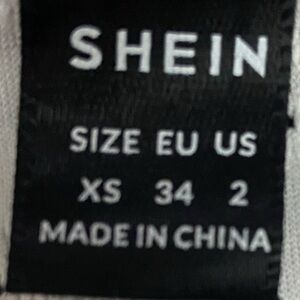 SHEIN
SIZE EU US
XS 34 2
MADE IN CHINA